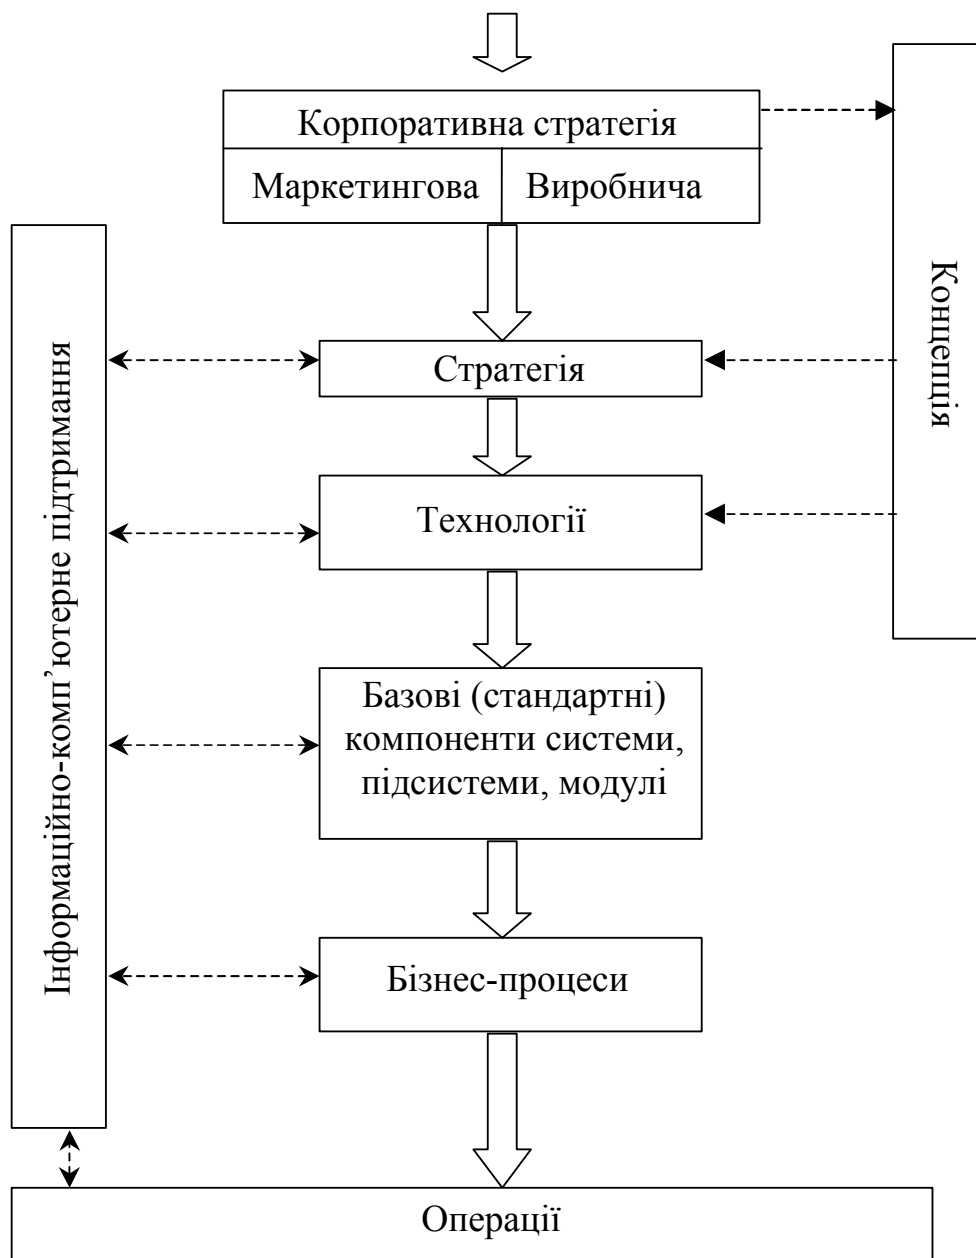 Корпоративна стратегія
Маркетингова
Виробнича
Концепція
Інформаційно-комп’ютерне підтримання
Стратегія
Технології
Базові (стандартні)
компоненти системи,
підсистеми, модулі
Бізнес-процеси
Операції